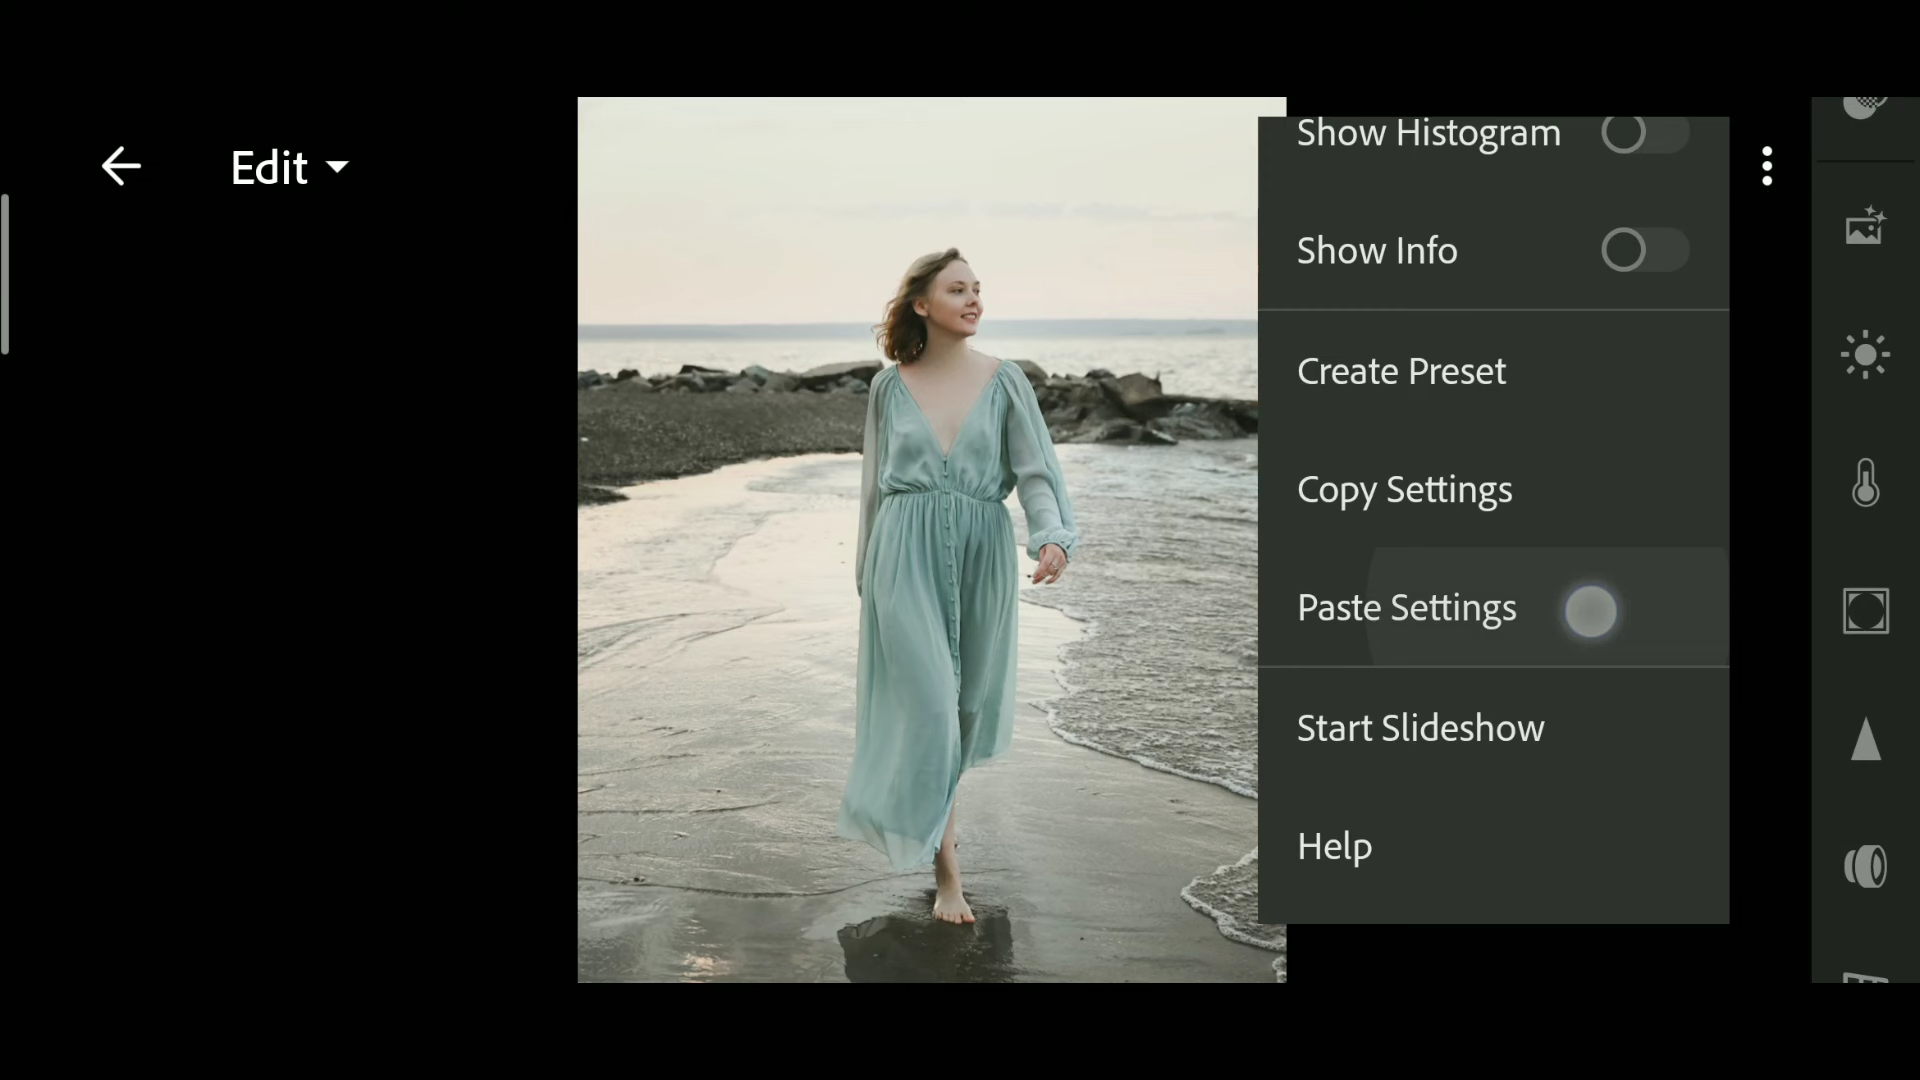 Edit
Show Histogram
Show Info
Create Preset
Copy Settings
Paste Settings
Start Slideshow
Help